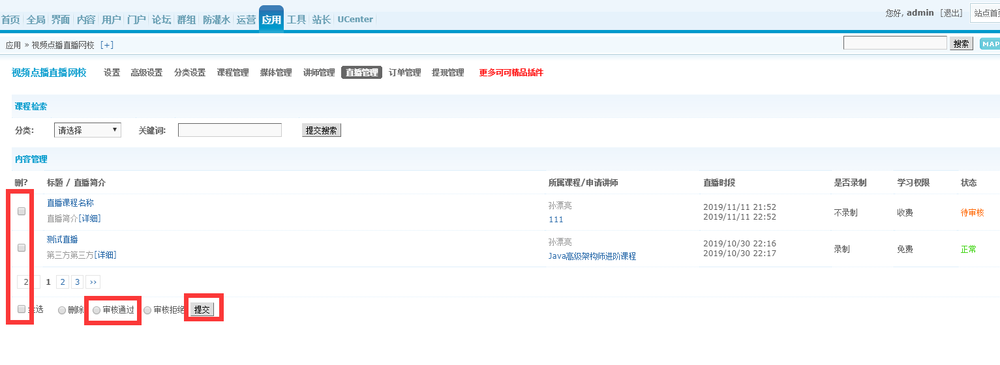 您好, admin [退出] 站点首页
首页 全局 界面 内容 用户 门户 论坛 群组 防灌水 运营 应用 工具 站长 UCenter
应用 » 视频点播直播网校 [+] 搜索 MAP
视频点播直播网校 设置 高级设置 分类设置 课程管理 媒体管理 讲师管理 直播管理 订单管理 提现管理 更多可可精品插件
课程检索
分类: 请选择 关键词: 提交搜索
内容管理
删? 标题 / 直播简介 所属课程/申请讲师 直播时段 是否录制 学习权限 状态
直播课程名称 孙漂亮 2019/11/11 21:52 不录制 收费 待审核
直播简介[详细] 111 2019/11/11 22:52
测试直播 孙漂亮 2019/10/30 22:16 录制 免费 正常
第三方第三方[详细] Java高级架构师进阶课程 2019/10/30 22:17
2 1 2 3 ››
全选 删除 审核通过 审核拒绝 提交